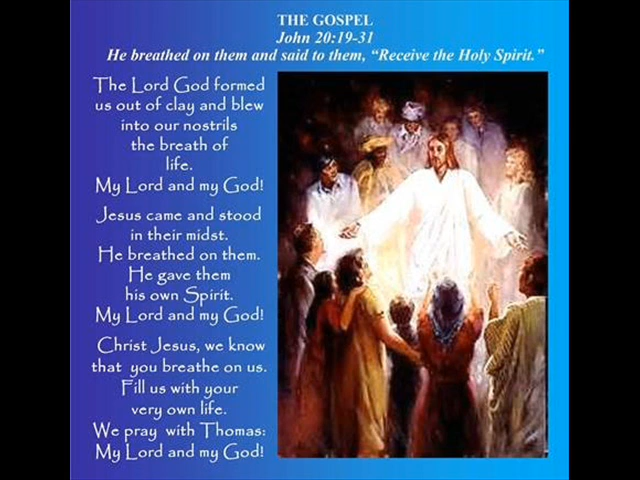 THE GOSPEL
John 20:19-31
He breathed on them and said to them, “Receive the Holy Spirit.”
The Lord God formed
us out of clay and blew
into our nostrils
the breath of
life.
My Lord and my God!
Jesus came and stood
in their midst.
He breathed on them.
He gave them
his own Spirit.
My Lord and my God!
Christ Jesus, we know
that you breathe on us.
Fill us with your
very own life.
We pray with Thomas:
My Lord and my God!